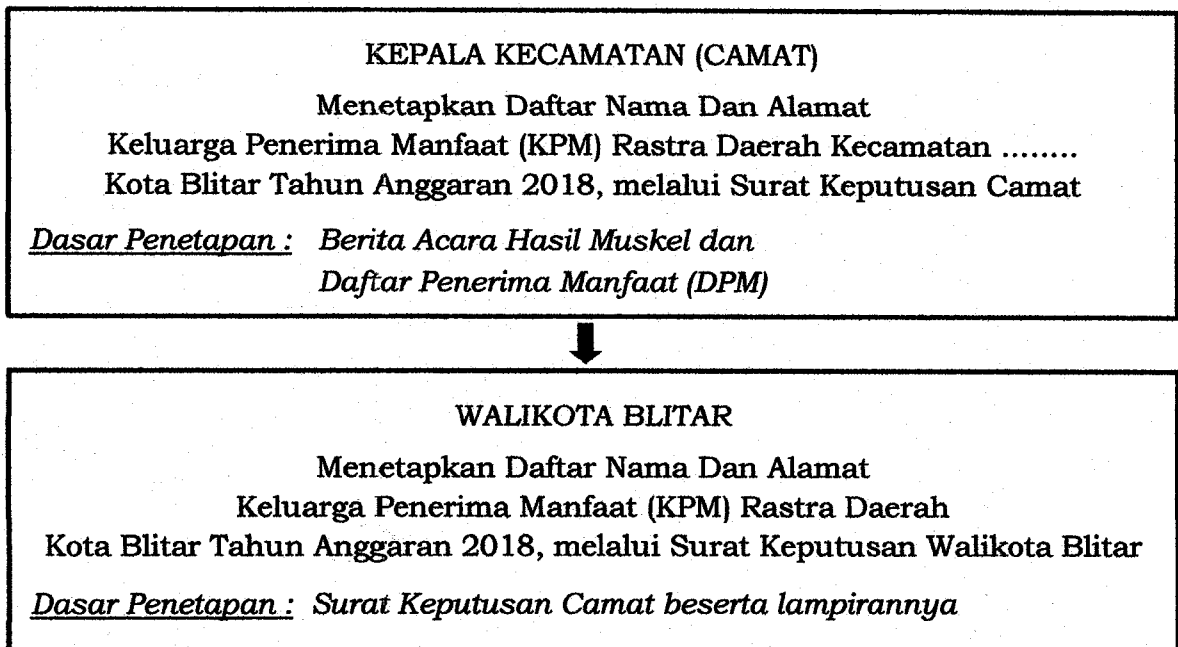 KEPALA KECAMATAN (CAMAT)
Menetapkan Daftar Nama Dan Alamat
Keluarga Penerima Manfaat (KPM) Rastra Daerah Kecamatan ........
Kota Blitar Tahun Anggaran 2018, melalui Surat Keputusan Camat
Dasar Penetapan : Berita Acara Hasil Muskel dan
Daftar Penerima Manfaat (DPM)
WALIKOTA BLITAR
Menetapkan Daftar Nama Dan Alamat
Keluarga Penerima Manfaat (KPM) Rastra Daerah
Kota Blitar Tahun Anggaran 2018, melalui Surat Keputusan Walikota Blitar
Dasar Penetapan : Surat Keputusan Camat beserta lampirannya